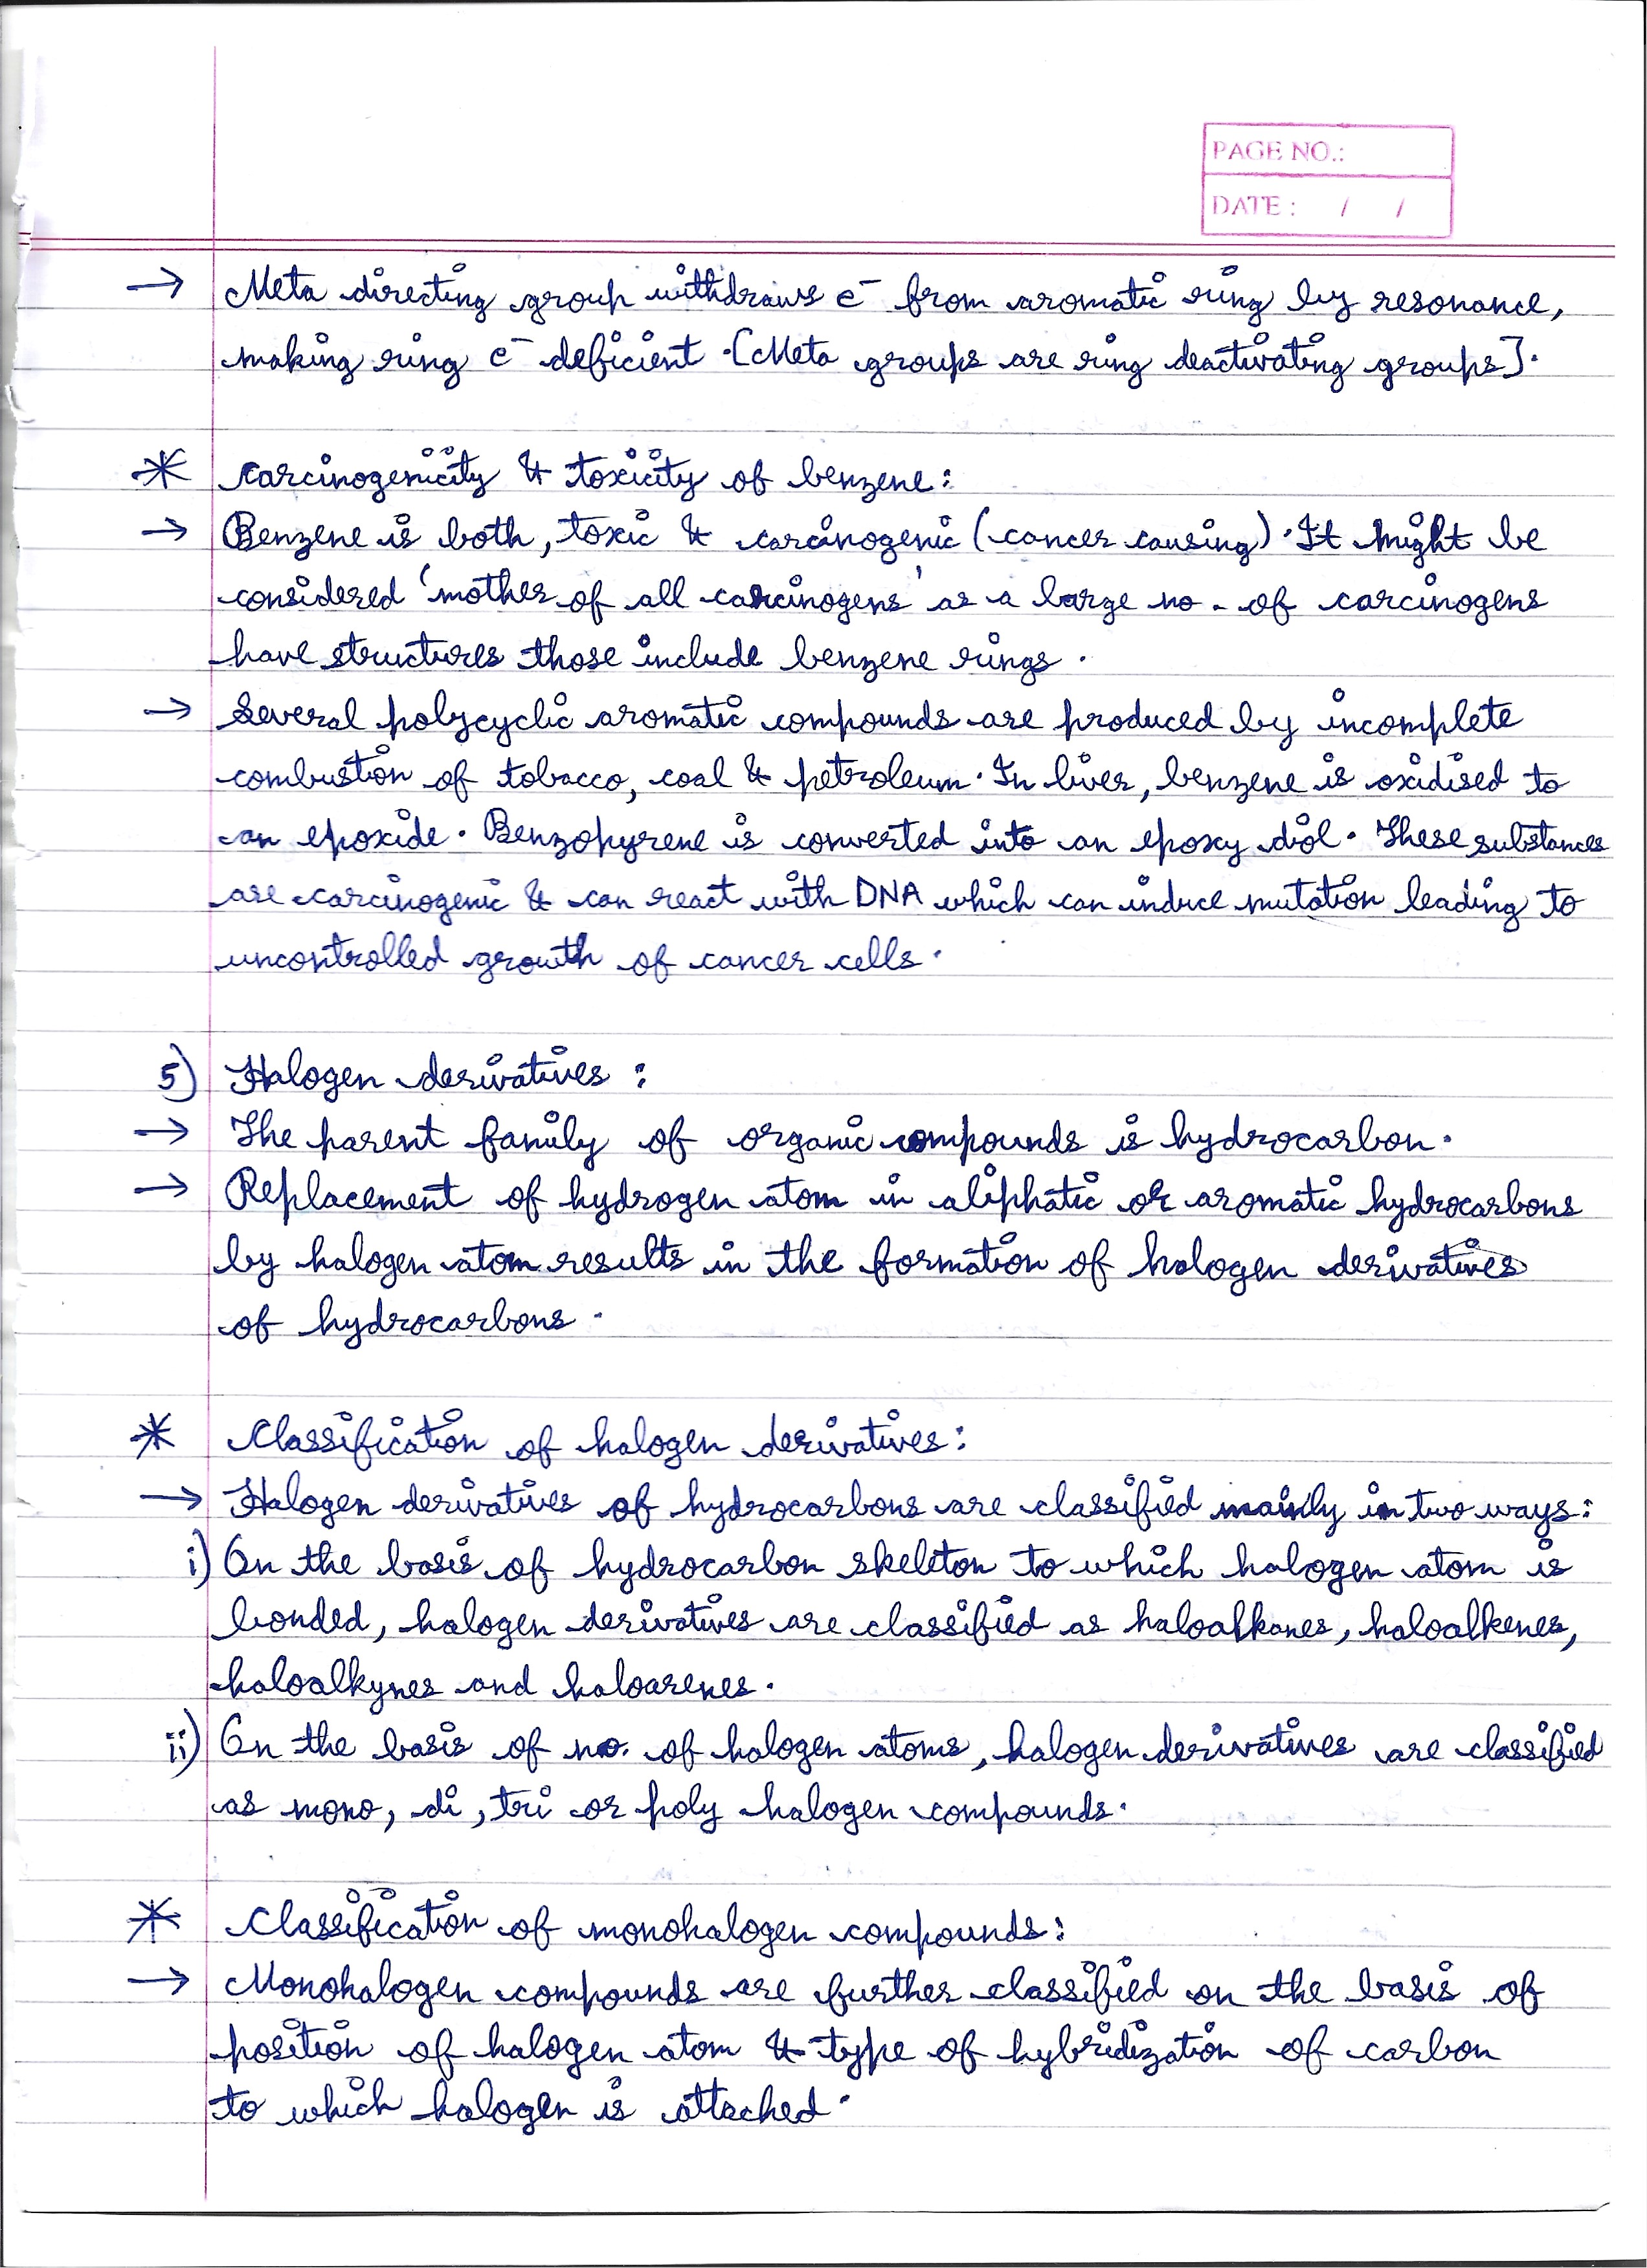 PAGE NO.:
DATE : / /
→ Meta directing group withdraws e⁻ from aromatic ring by resonance,
making ring e⁻ deficient. [Meta groups are ring deactivating groups].
* Carcinogenicity & toxicity of benzene:
→ Benzene is both, toxic & carcinogenic (cancer causing). It might be
considered 'mother of all carcinogens' as a large no. of carcinogens
have structures those include benzene rings.
→ Several polycyclic aromatic compounds are produced by incomplete
combustion of tobacco, coal & petroleum. In liver, benzene is oxidised to
an epoxide. Benzopyrene is converted into an epoxy diol. These substances
are carcinogenic & can react with DNA which can induce mutation leading to
uncontrolled growth of cancer cells.
5) Halogen derivatives :
→ The parent family of organic compounds is hydrocarbon.
→ Replacement of hydrogen atom in aliphatic or aromatic hydrocarbons
by halogen atom results in the formation of halogen derivatives
of hydrocarbons.
* Classification of halogen derivatives:
→ Halogen derivatives of hydrocarbons are classified mainly in two ways:
i) On the basis of hydrocarbon skeleton to which halogen atom is
bonded, halogen derivatives are classified as haloalkanes, haloalkenes,
haloalkynes and haloarenes.
ii) On the basis of no. of halogen atoms, halogen derivatives are classified
as mono, di, tri or poly halogen compounds.
* Classification of monohalogen compounds:
→ Monohalogen compounds are further classified on the basis of
position of halogen atom & type of hybridization of carbon
to which halogen is attached.